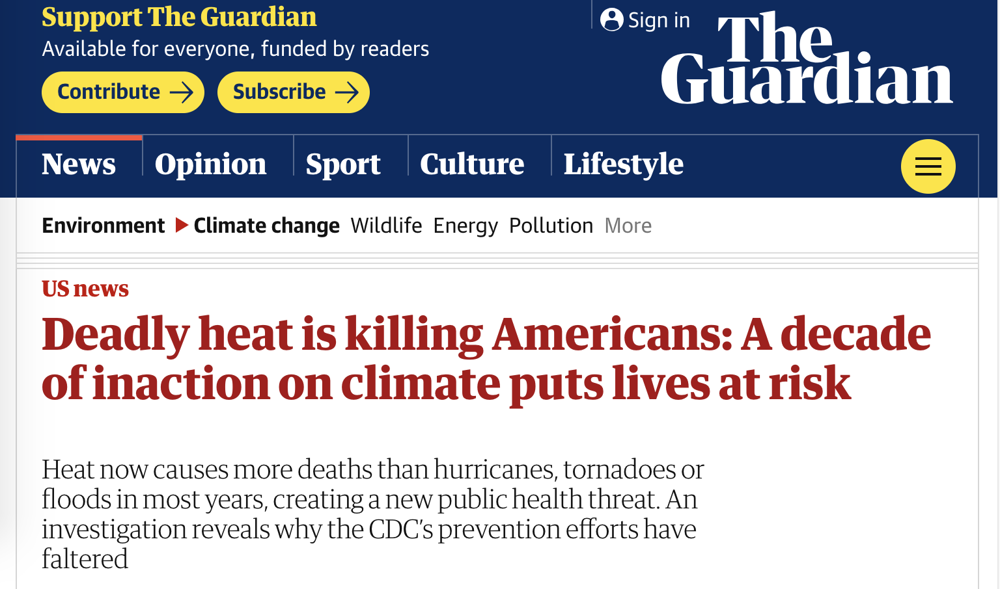 Support The Guardian
Available for everyone, funded by readers
Contribute
Subscribe
Sign in
The
Guardian
News
Opinion
Sport
Culture
Lifestyle
Environment
Climate change
Wildlife
Energy
Pollution
More
US news
Deadly heat is killing Americans: A decade
of inaction on climate puts lives at risk
Heat now causes more deaths than hurricanes, tornadoes or
floods in most years, creating a new public health threat. An
investigation reveals why the CDC’s prevention efforts have
faltered